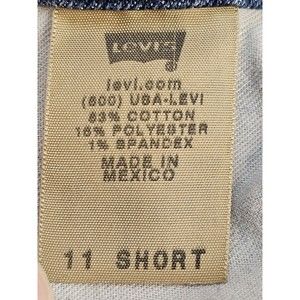 Levi's
levi.com
(800) USA-LEVI
83% COTTON
16% POLYESTER
1% SPANDEX
MADE IN
MEXICO
11 SHORT